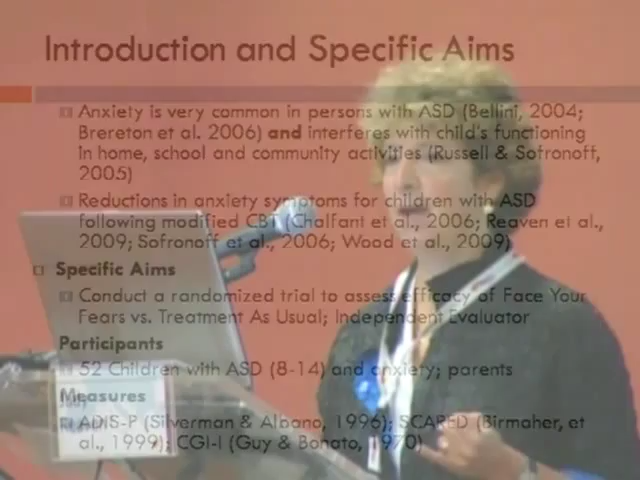 Introduction and Specific Aims
Anxiety is very common in persons with ASD (Bellini, 2004;
Brereton et al. 2006) and interferes with child's functioning
in home, school and community activities (Russell & Sofronoff,
2005)
Reductions in anxiety symptoms for children with ASD
following modified CBT (Chalfant et al., 2006; Reaven et al.,
2009; Sofronoff et al., 2006; Wood et al., 2009)
Specific Aims
Conduct a randomized trial to assess efficacy of Face Your
Fears vs. Treatment As Usual; Independent Evaluator
Participants
52 Children with ASD (8-14) and anxiety; parents
Measures
ADIS-P (Silverman & Albano, 1996); SCARED (Birmaher, et
al., 1999); CGI-I (Guy & Bonato, 1970)